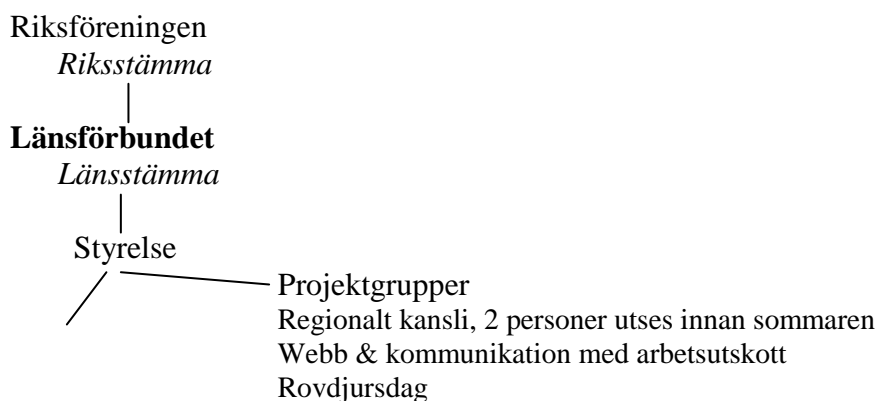 Riksföreningen
Riksstämma
Länsförbundet
Länsstämma
Styrelse
Projektgrupper
Regionalt kansli, 2 personer utses innan sommaren
Webb & kommunikation med arbetsutskott
Rovdjursdag